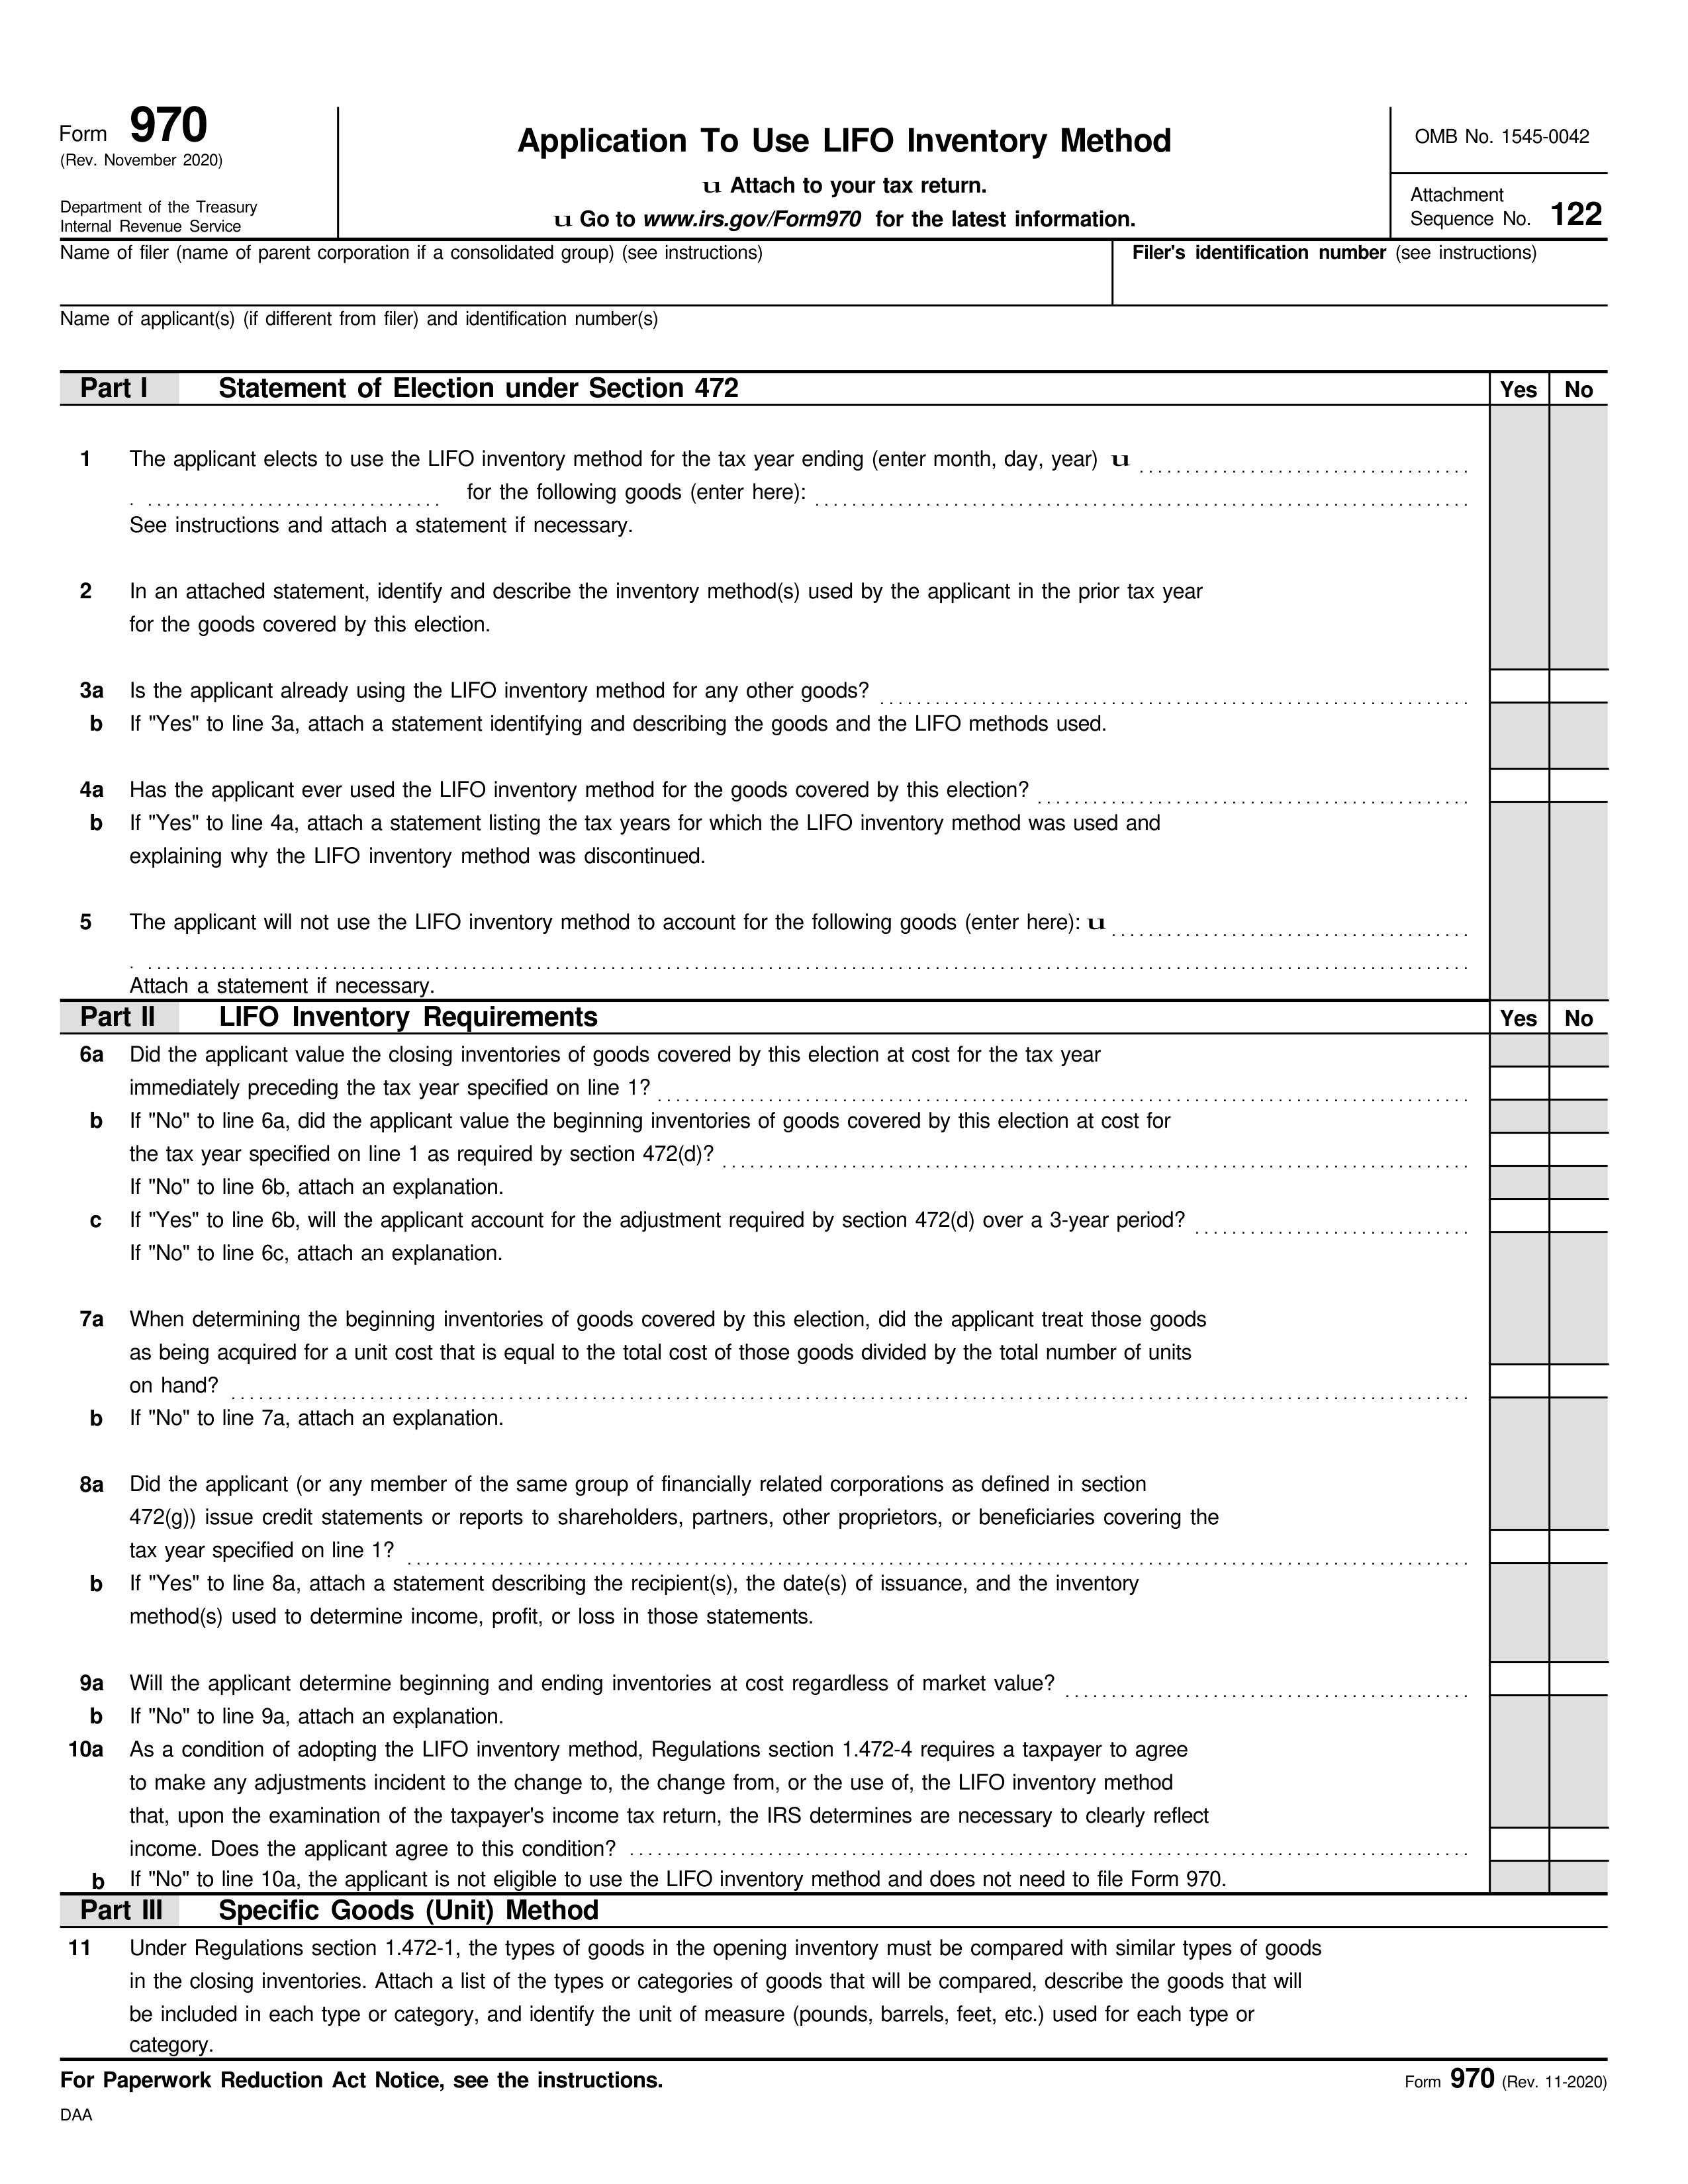 Form 970
(Rev. November 2020)
Department of the Treasury
Internal Revenue Service
Application To Use LIFO Inventory Method
u Attach to your tax return.
u Go to www.irs.gov/Form970 for the latest information.
OMB No. 1545-0042
Attachment
Sequence No. 122
Name of filer (name of parent corporation if a consolidated group) (see instructions)
Filer's identification number (see instructions)
Name of applicant(s) (if different from filer) and identification number(s)
Part I Statement of Election under Section 472 Yes No
1 The applicant elects to use the LIFO inventory method for the tax year ending (enter month, day, year) u
for the following goods (enter here):
See instructions and attach a statement if necessary.
2 In an attached statement, identify and describe the inventory method(s) used by the applicant in the prior tax year
for the goods covered by this election.
3a Is the applicant already using the LIFO inventory method for any other goods?
b If "Yes" to line 3a, attach a statement identifying and describing the goods and the LIFO methods used.
4a Has the applicant ever used the LIFO inventory method for the goods covered by this election?
b If "Yes" to line 4a, attach a statement listing the tax years for which the LIFO inventory method was used and
explaining why the LIFO inventory method was discontinued.
5 The applicant will not use the LIFO inventory method to account for the following goods (enter here): u
Attach a statement if necessary.
Part II LIFO Inventory Requirements Yes No
6a Did the applicant value the closing inventories of goods covered by this election at cost for the tax year
immediately preceding the tax year specified on line 1?
b If "No" to line 6a, did the applicant value the beginning inventories of goods covered by this election at cost for
the tax year specified on line 1 as required by section 472(d)?
If "No" to line 6b, attach an explanation.
c If "Yes" to line 6b, will the applicant account for the adjustment required by section 472(d) over a 3-year period?
If "No" to line 6c, attach an explanation.
7a When determining the beginning inventories of goods covered by this election, did the applicant treat those goods
as being acquired for a unit cost that is equal to the total cost of those goods divided by the total number of units
on hand?
b If "No" to line 7a, attach an explanation.
8a Did the applicant (or any member of the same group of financially related corporations as defined in section
472(g)) issue credit statements or reports to shareholders, partners, other proprietors, or beneficiaries covering the
tax year specified on line 1?
b If "Yes" to line 8a, attach a statement describing the recipient(s), the date(s) of issuance, and the inventory
method(s) used to determine income, profit, or loss in those statements.
9a Will the applicant determine beginning and ending inventories at cost regardless of market value?
b If "No" to line 9a, attach an explanation.
10a As a condition of adopting the LIFO inventory method, Regulations section 1.472-4 requires a taxpayer to agree
to make any adjustments incident to the change to, the change from, or the use of, the LIFO inventory method
that, upon the examination of the taxpayer's income tax return, the IRS determines are necessary to clearly reflect
income. Does the applicant agree to this condition?
b If "No" to line 10a, the applicant is not eligible to use the LIFO inventory method and does not need to file Form 970.
Part III Specific Goods (Unit) Method
11 Under Regulations section 1.472-1, the types of goods in the opening inventory must be compared with similar types of goods
in the closing inventories. Attach a list of the types or categories of goods that will be compared, describe the goods that will
be included in each type or category, and identify the unit of measure (pounds, barrels, feet, etc.) used for each type or
category.
For Paperwork Reduction Act Notice, see the instructions.
Form 970 (Rev. 11-2020)
DAA